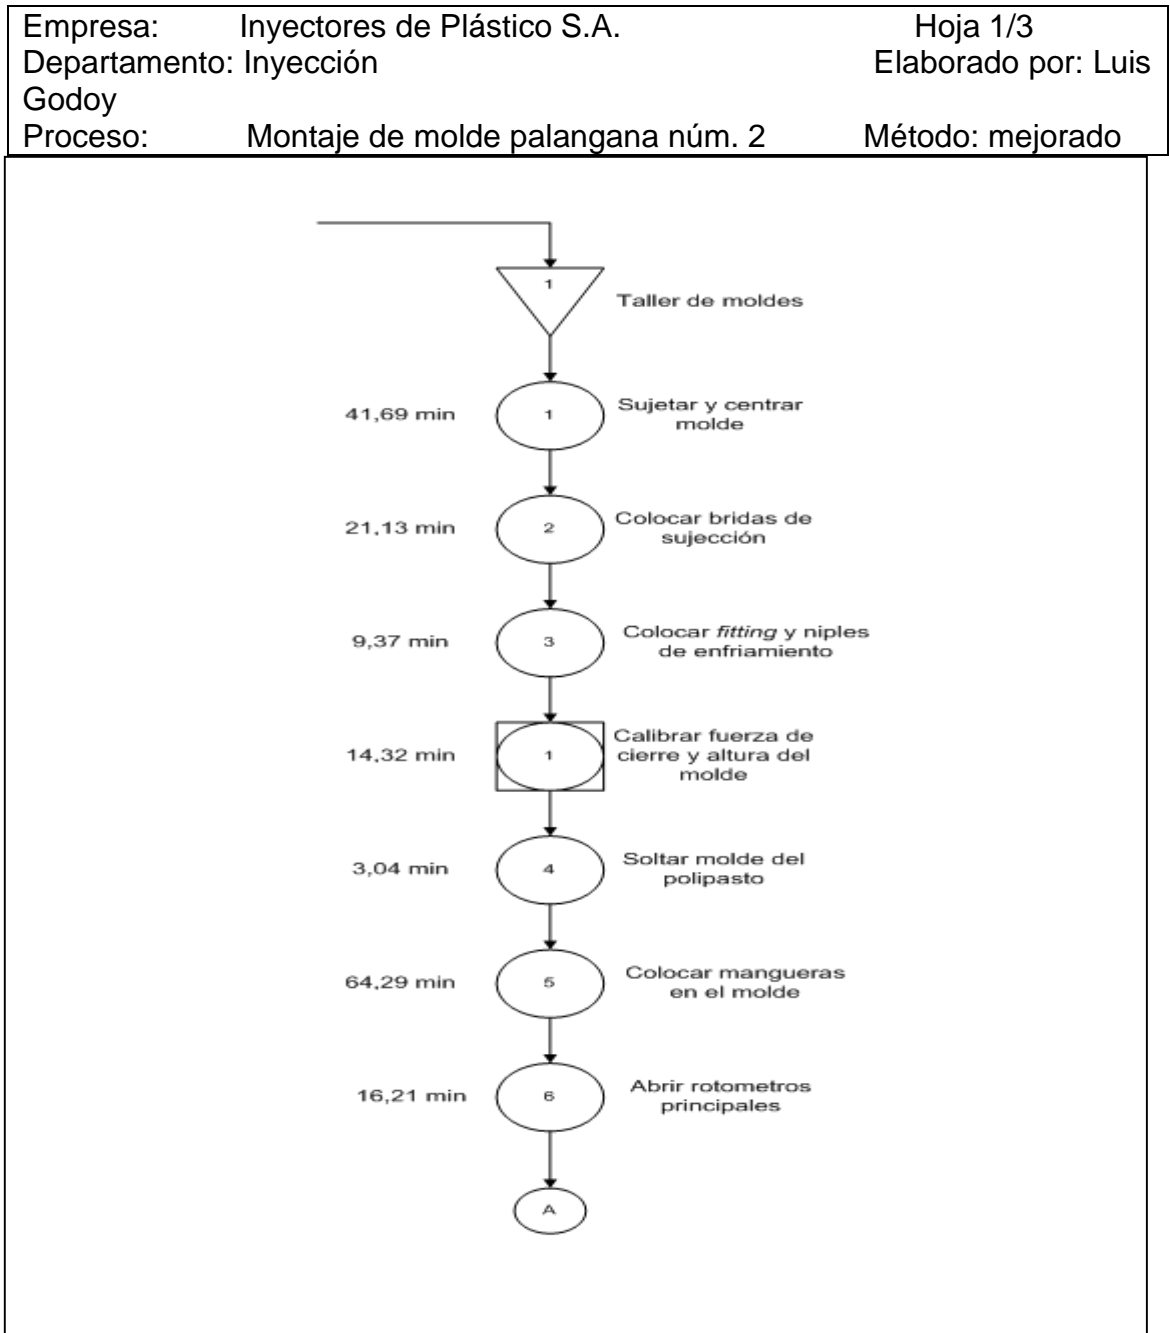 Empresa: Inyectores de Plástico S.A. Hoja 1/3
Departamento: Inyección Elaborado por: Luis
Godoy
Proceso: Montaje de molde palangana núm. 2 Método: mejorado
1
Taller de moldes
41,69 min
1
Sujetar y centrar
molde
21,13 min
2
Colocar bridas de
sujección
9,37 min
3
Colocar fitting y niples
de enfriamiento
14,32 min
1
Calibrar fuerza de
cierre y altura del
molde
3,04 min
4
Soltar molde del
polipasto
64,29 min
5
Colocar mangueras
en el molde
16,21 min
6
Abrir rotometros
principales
A